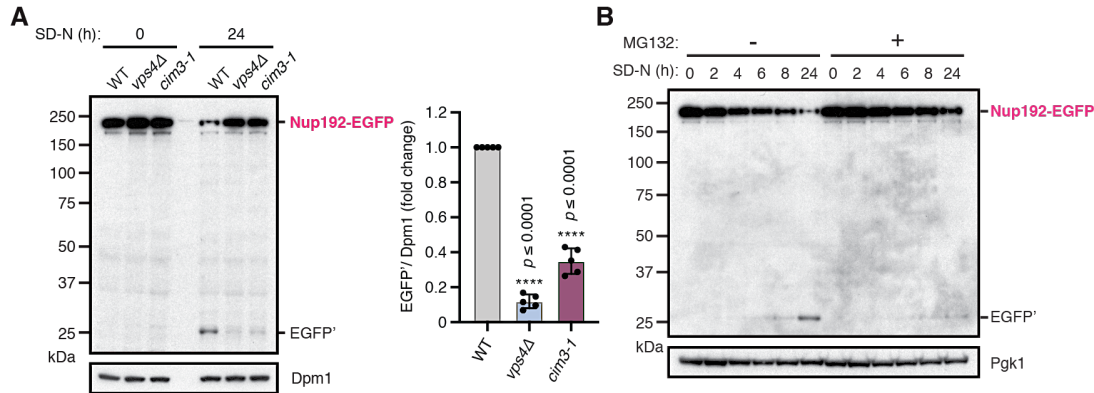 A
SD-N (h): 0 24
WT vps4Δ cim3-1 WT vps4Δ cim3-1
250
150
100
75
50
37
25
kDa
Nup192-EGFP
EGFP'
Dpm1
EGFP'/ Dpm1 (fold change)
1.2
1.0
0.8
0.6
0.4
0.2
0
p ≤ 0.0001
****
p ≤ 0.0001
****
WT vps4Δ cim3-1
B
MG132: - +
SD-N (h): 0 2 4 6 8 24 0 2 4 6 8 24
250
150
100
75
50
37
25
kDa
Nup192-EGFP
EGFP'
Pgk1